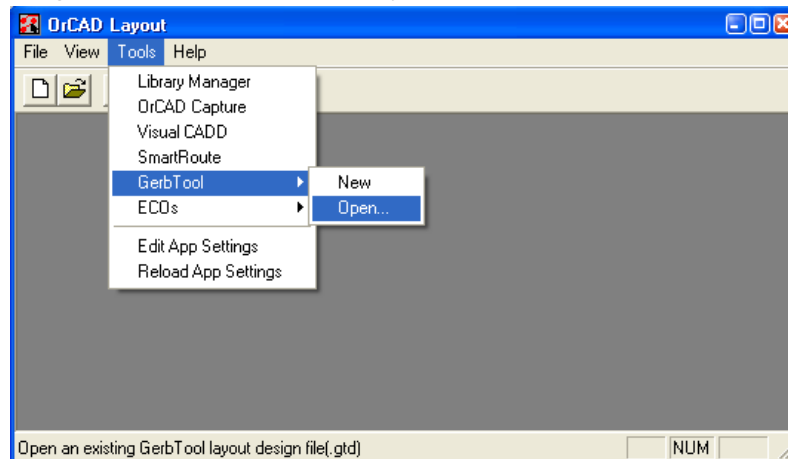 OrCAD Layout
File View Tools Help
Library Manager
OrCAD Capture
Visual CADD
SmartRoute
GerbTool
New
ECOs
Open...
Edit App Settings
Reload App Settings
Open an existing GerbTool layout design file(.gtd)
NUM